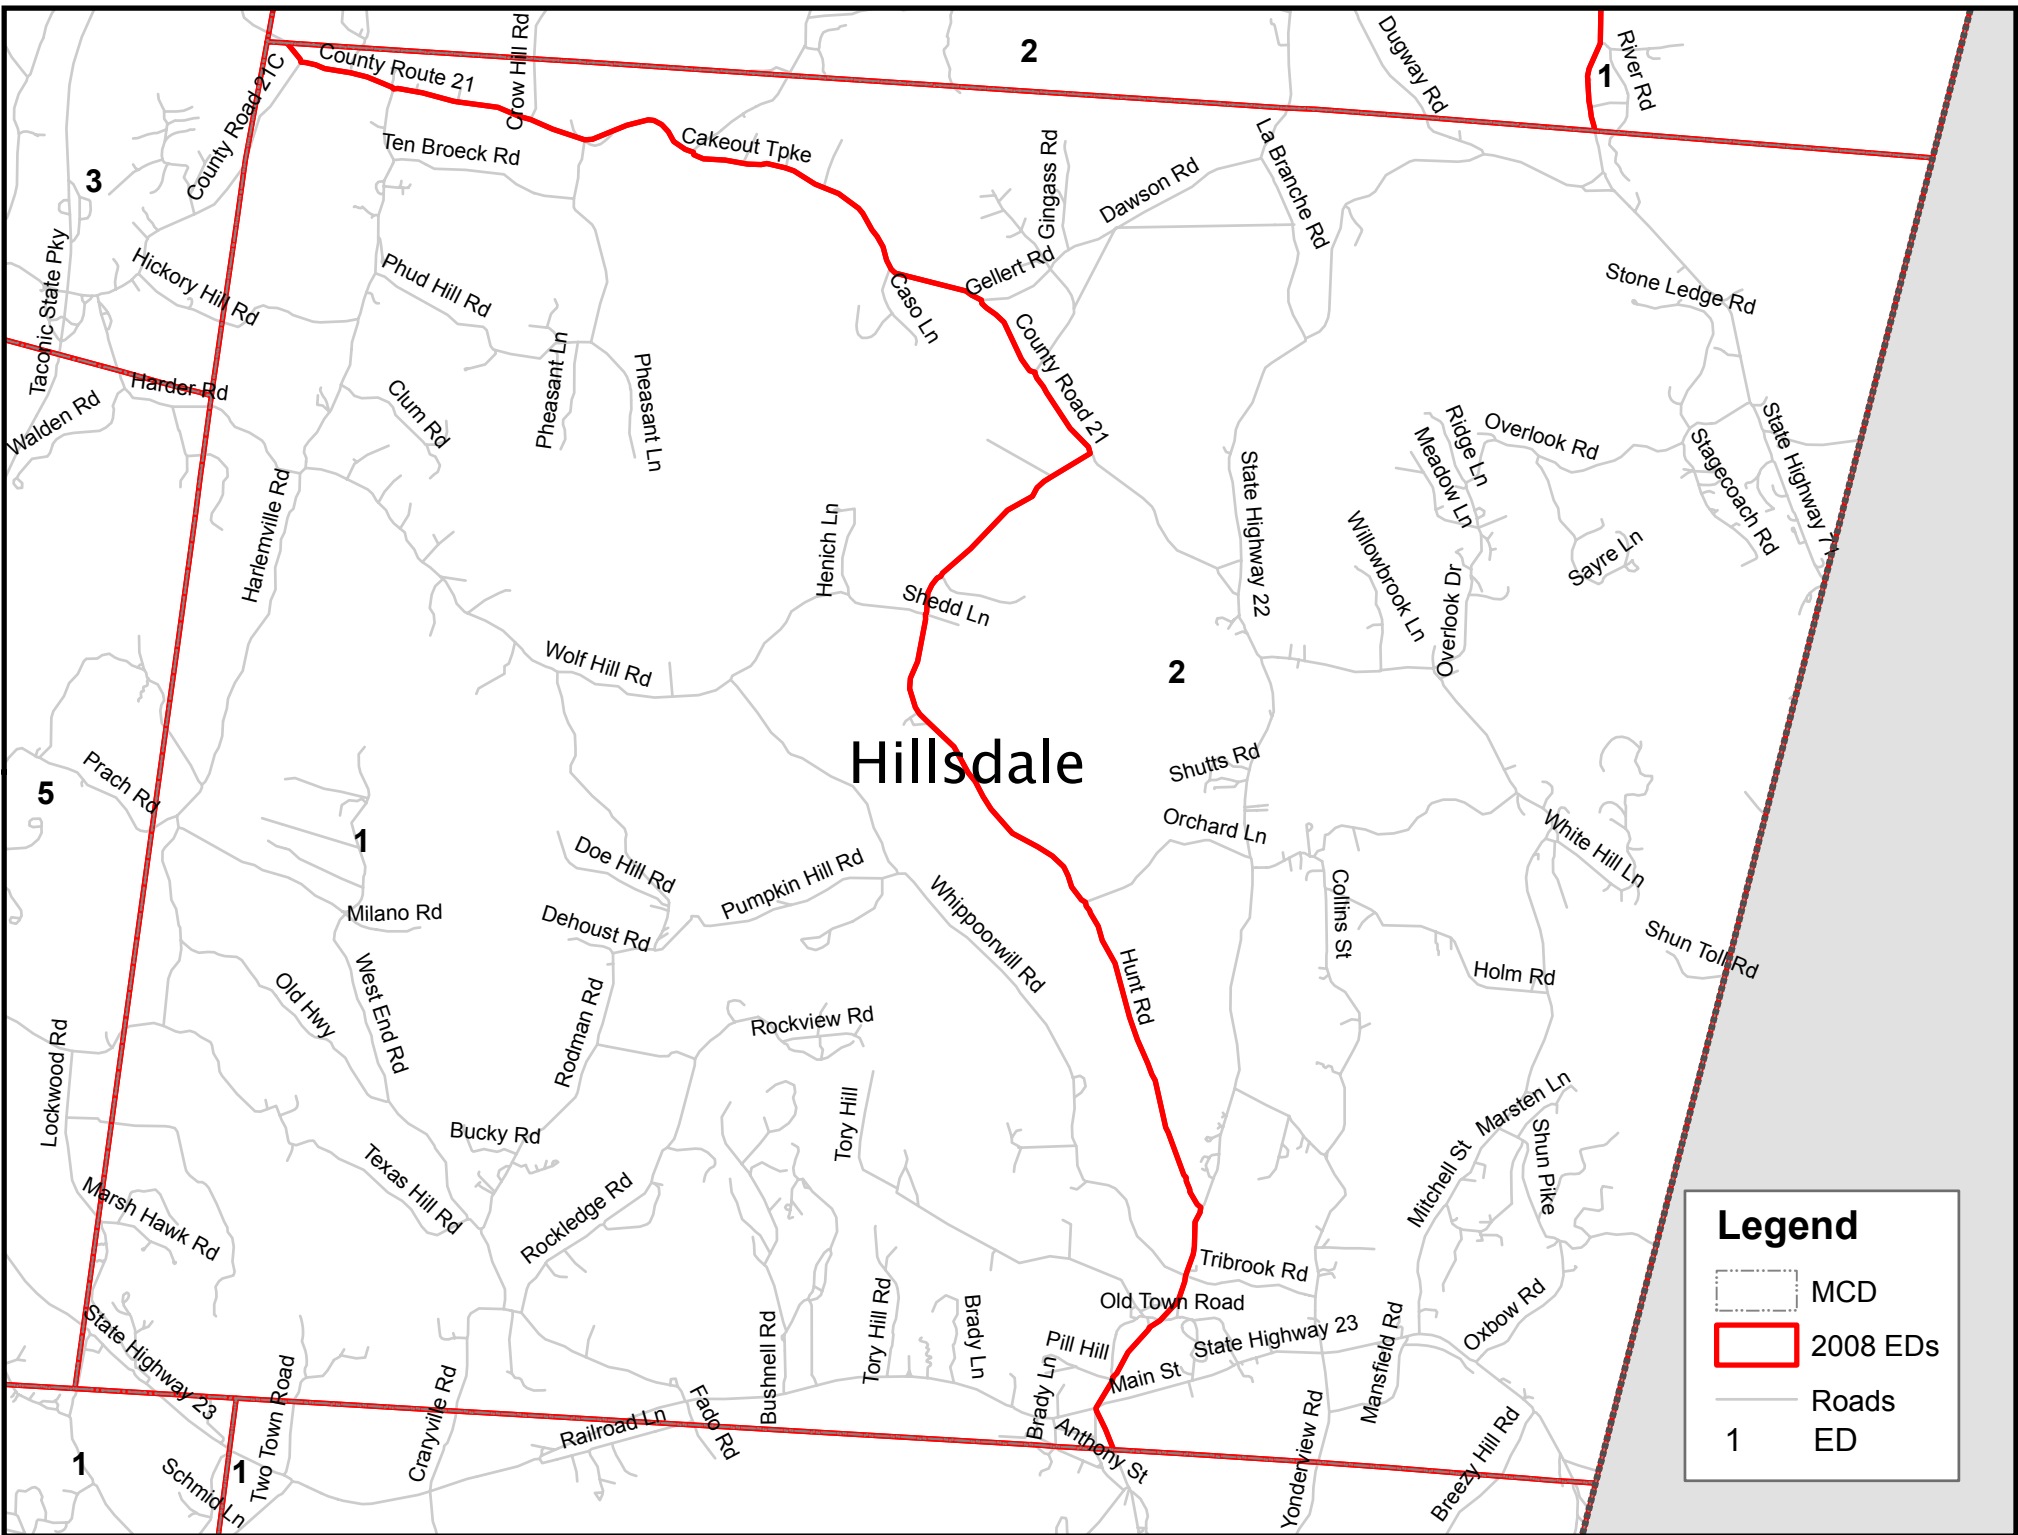 2
1
River Rd
Dugway Rd
Crow Hill Rd
County Route 21
County Road 21C
Ten Broeck Rd
Cakeout Tpke
3
Gingass Rd
Dawson Rd
La Branche Rd
Gellert Rd
Taconic State Pky
Hickory Hill Rd
Phud Hill Rd
Caso Ln
County Road 21
Stone Ledge Rd
Harder Rd
Walden Rd
Clum Rd
Pheasant Ln
Pheasant Ln
Ridge Ln
Meadow Ln
Overlook Rd
Stagecoach Rd
State Highway 71
State Highway 22
Harlemville Rd
Henich Ln
Shedd Ln
Willowbrook Ln
Overlook Dr
Sayre Ln
Wolf Hill Rd
2
Hillsdale
Shutts Rd
Prach Rd
5
1
Orchard Ln
White Hill Ln
Doe Hill Rd
Pumpkin Hill Rd
Whippoorwill Rd
Collins St
Milano Rd
Dehoust Rd
Shun Toll Rd
Holm Rd
Hunt Rd
Old Hwy
West End Rd
Rodman Rd
Rockview Rd
Lockwood Rd
Tory Hill
Marsten Ln
Bucky Rd
Texas Hill Rd
Mitchell St
Shun Pike
Marsh Hawk Rd
Rockledge Rd
Tribrook Rd
Old Town Road
State Highway 23
Pill Hill
Main St
Mansfield Rd
Oxbow Rd
Bushnell Rd
Tory Hill Rd
Brady Ln
Brady Ln
State Highway 23
Two Town Road
Craryville Rd
Railroad Ln
Fado Rd
Anthony St
Yonderview Rd
Breezy Hill Rd
1
Schmid Ln
1
Legend
MCD
2008 EDs
Roads
1 ED